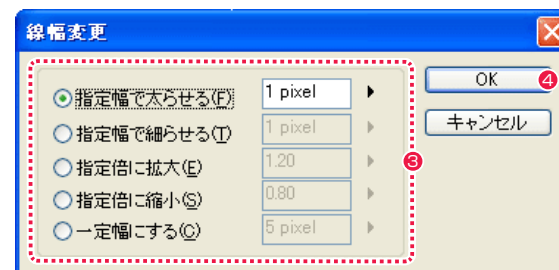 線幅変更
指定幅で太らせる(F) 1 pixel
指定幅で細らせる(T) 1 pixel
指定倍に拡大(E) 1.20
指定倍に縮小(S) 0.80
一定幅にする(C) 5 pixel
3
OK 4
キャンセル